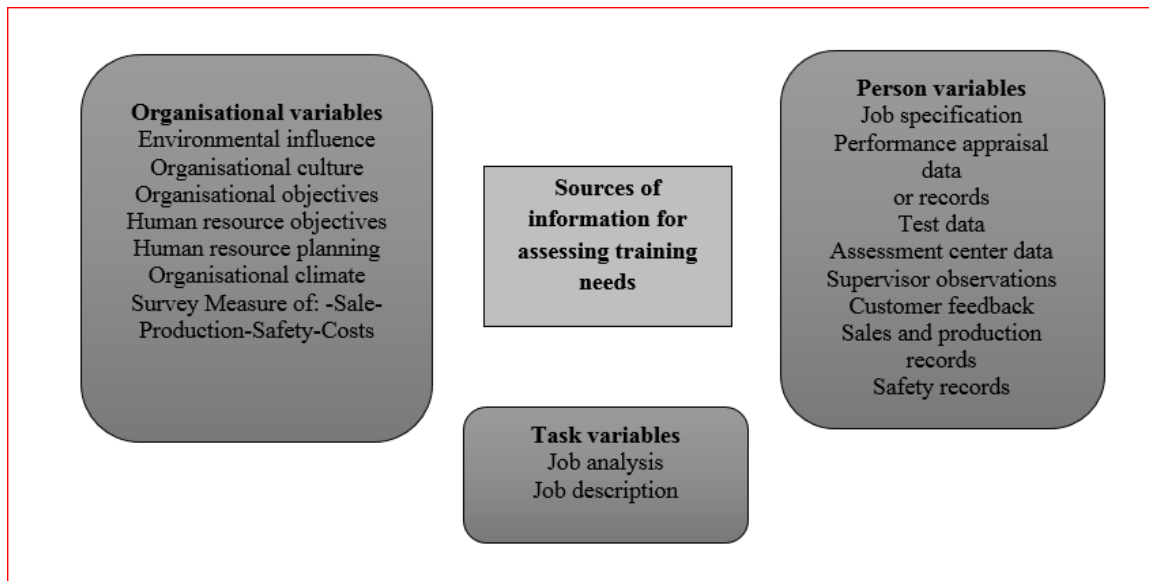 Organisational variables
Environmental influence
Organisational culture
Organisational objectives
Human resource objectives
Human resource planning
Organisational climate
Survey Measure of: -Sale-
Production-Safety-Costs
Sources of
information for
assessing training
needs
Person variables
Job specification
Performance appraisal
data
or records
Test data
Assessment center data
Supervisor observations
Customer feedback
Sales and production
records
Safety records
Task variables
Job analysis
Job description